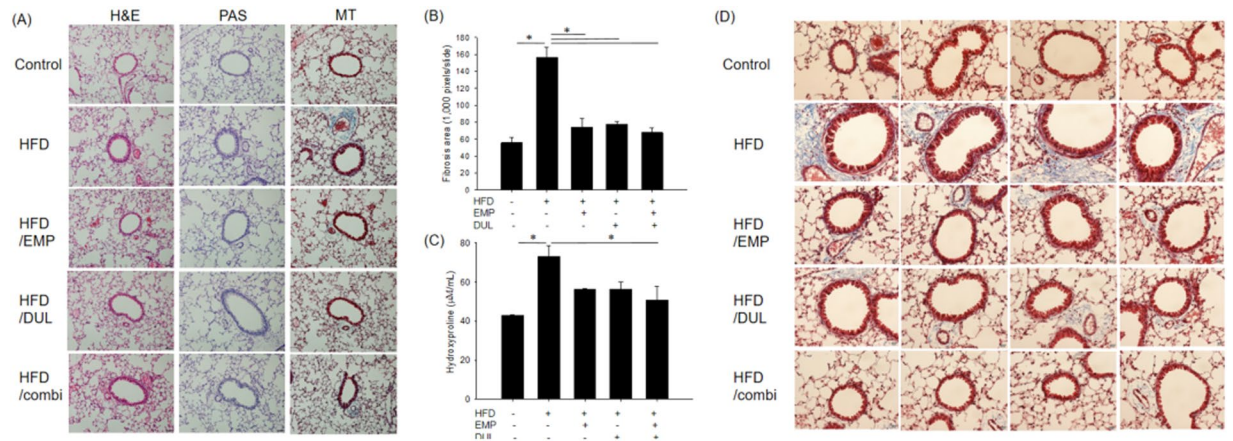 (A)
H&E PAS MT
Control
HFD
HFD
/EMP
HFD
/DUL
HFD
/combi
(B)
Fibrosis area (1,000 pixels/slide)
180
160
140
120
100
80
60
40
20
0
* *
HFD - + + + +
EMP - - + - +
DUL - - - + +
(C)
Hydroxyproline (μM/mL)
80
60
40
20
0
* *
HFD - + + + +
EMP - - + - +
DUL - - - + +
(D)
Control
HFD
HFD
/EMP
HFD
/DUL
HFD
/combi